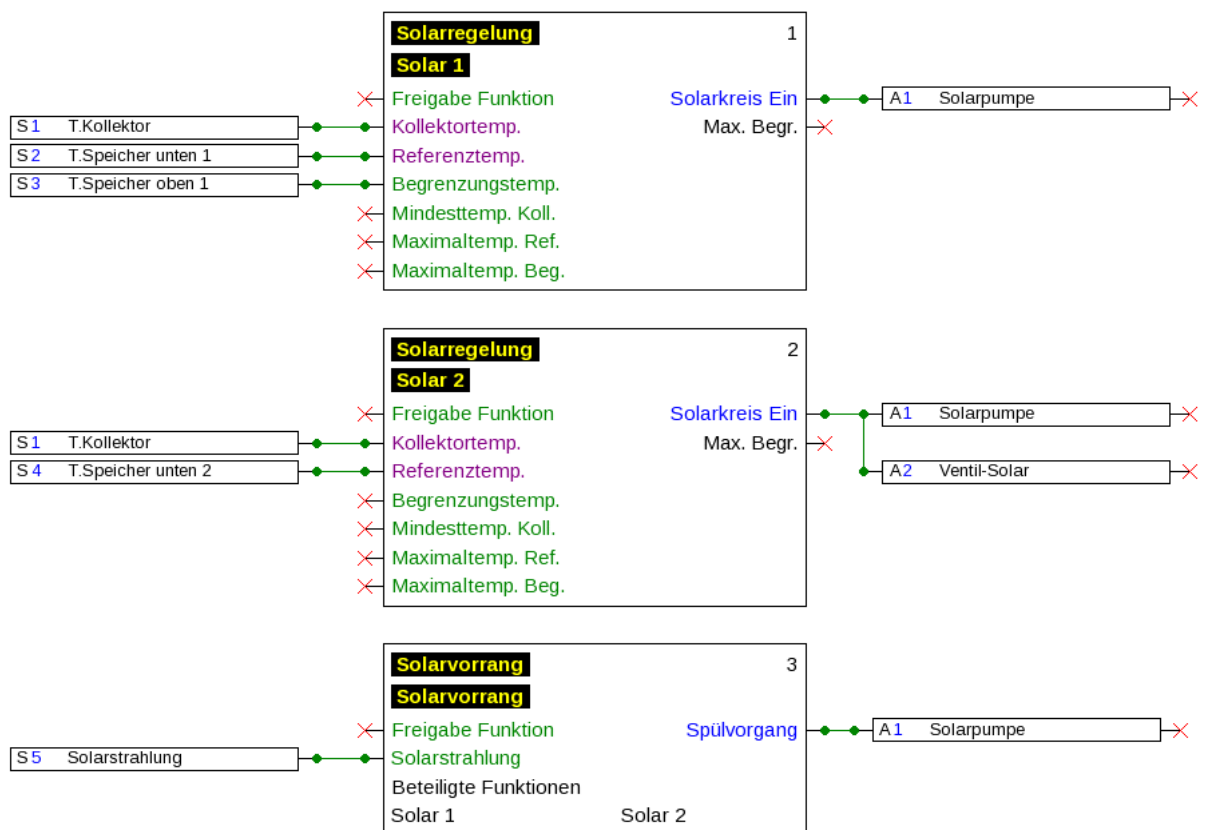 Solarregelung 1
Solar 1
Freigabe Funktion Solarkreis Ein A1 Solarpumpe
S1 T.Kollektor Kollektortemp. Max. Begr.
S2 T.Speicher unten 1 Referenztemp.
S3 T.Speicher oben 1 Begrenzungstemp.
Mindesttemp. Koll.
Maximaltemp. Ref.
Maximaltemp. Beg.
Solarregelung 2
Solar 2
Freigabe Funktion Solarkreis Ein A1 Solarpumpe
S1 T.Kollektor Kollektortemp. Max. Begr.
S4 T.Speicher unten 2 Referenztemp. A2 Ventil-Solar
Begrenzungstemp.
Mindesttemp. Koll.
Maximaltemp. Ref.
Maximaltemp. Beg.
Solarvorrang 3
Solarvorrang
Freigabe Funktion Spülvorgang A1 Solarpumpe
S5 Solarstrahlung Solarstrahlung
Beteiligte Funktionen
Solar 1 Solar 2